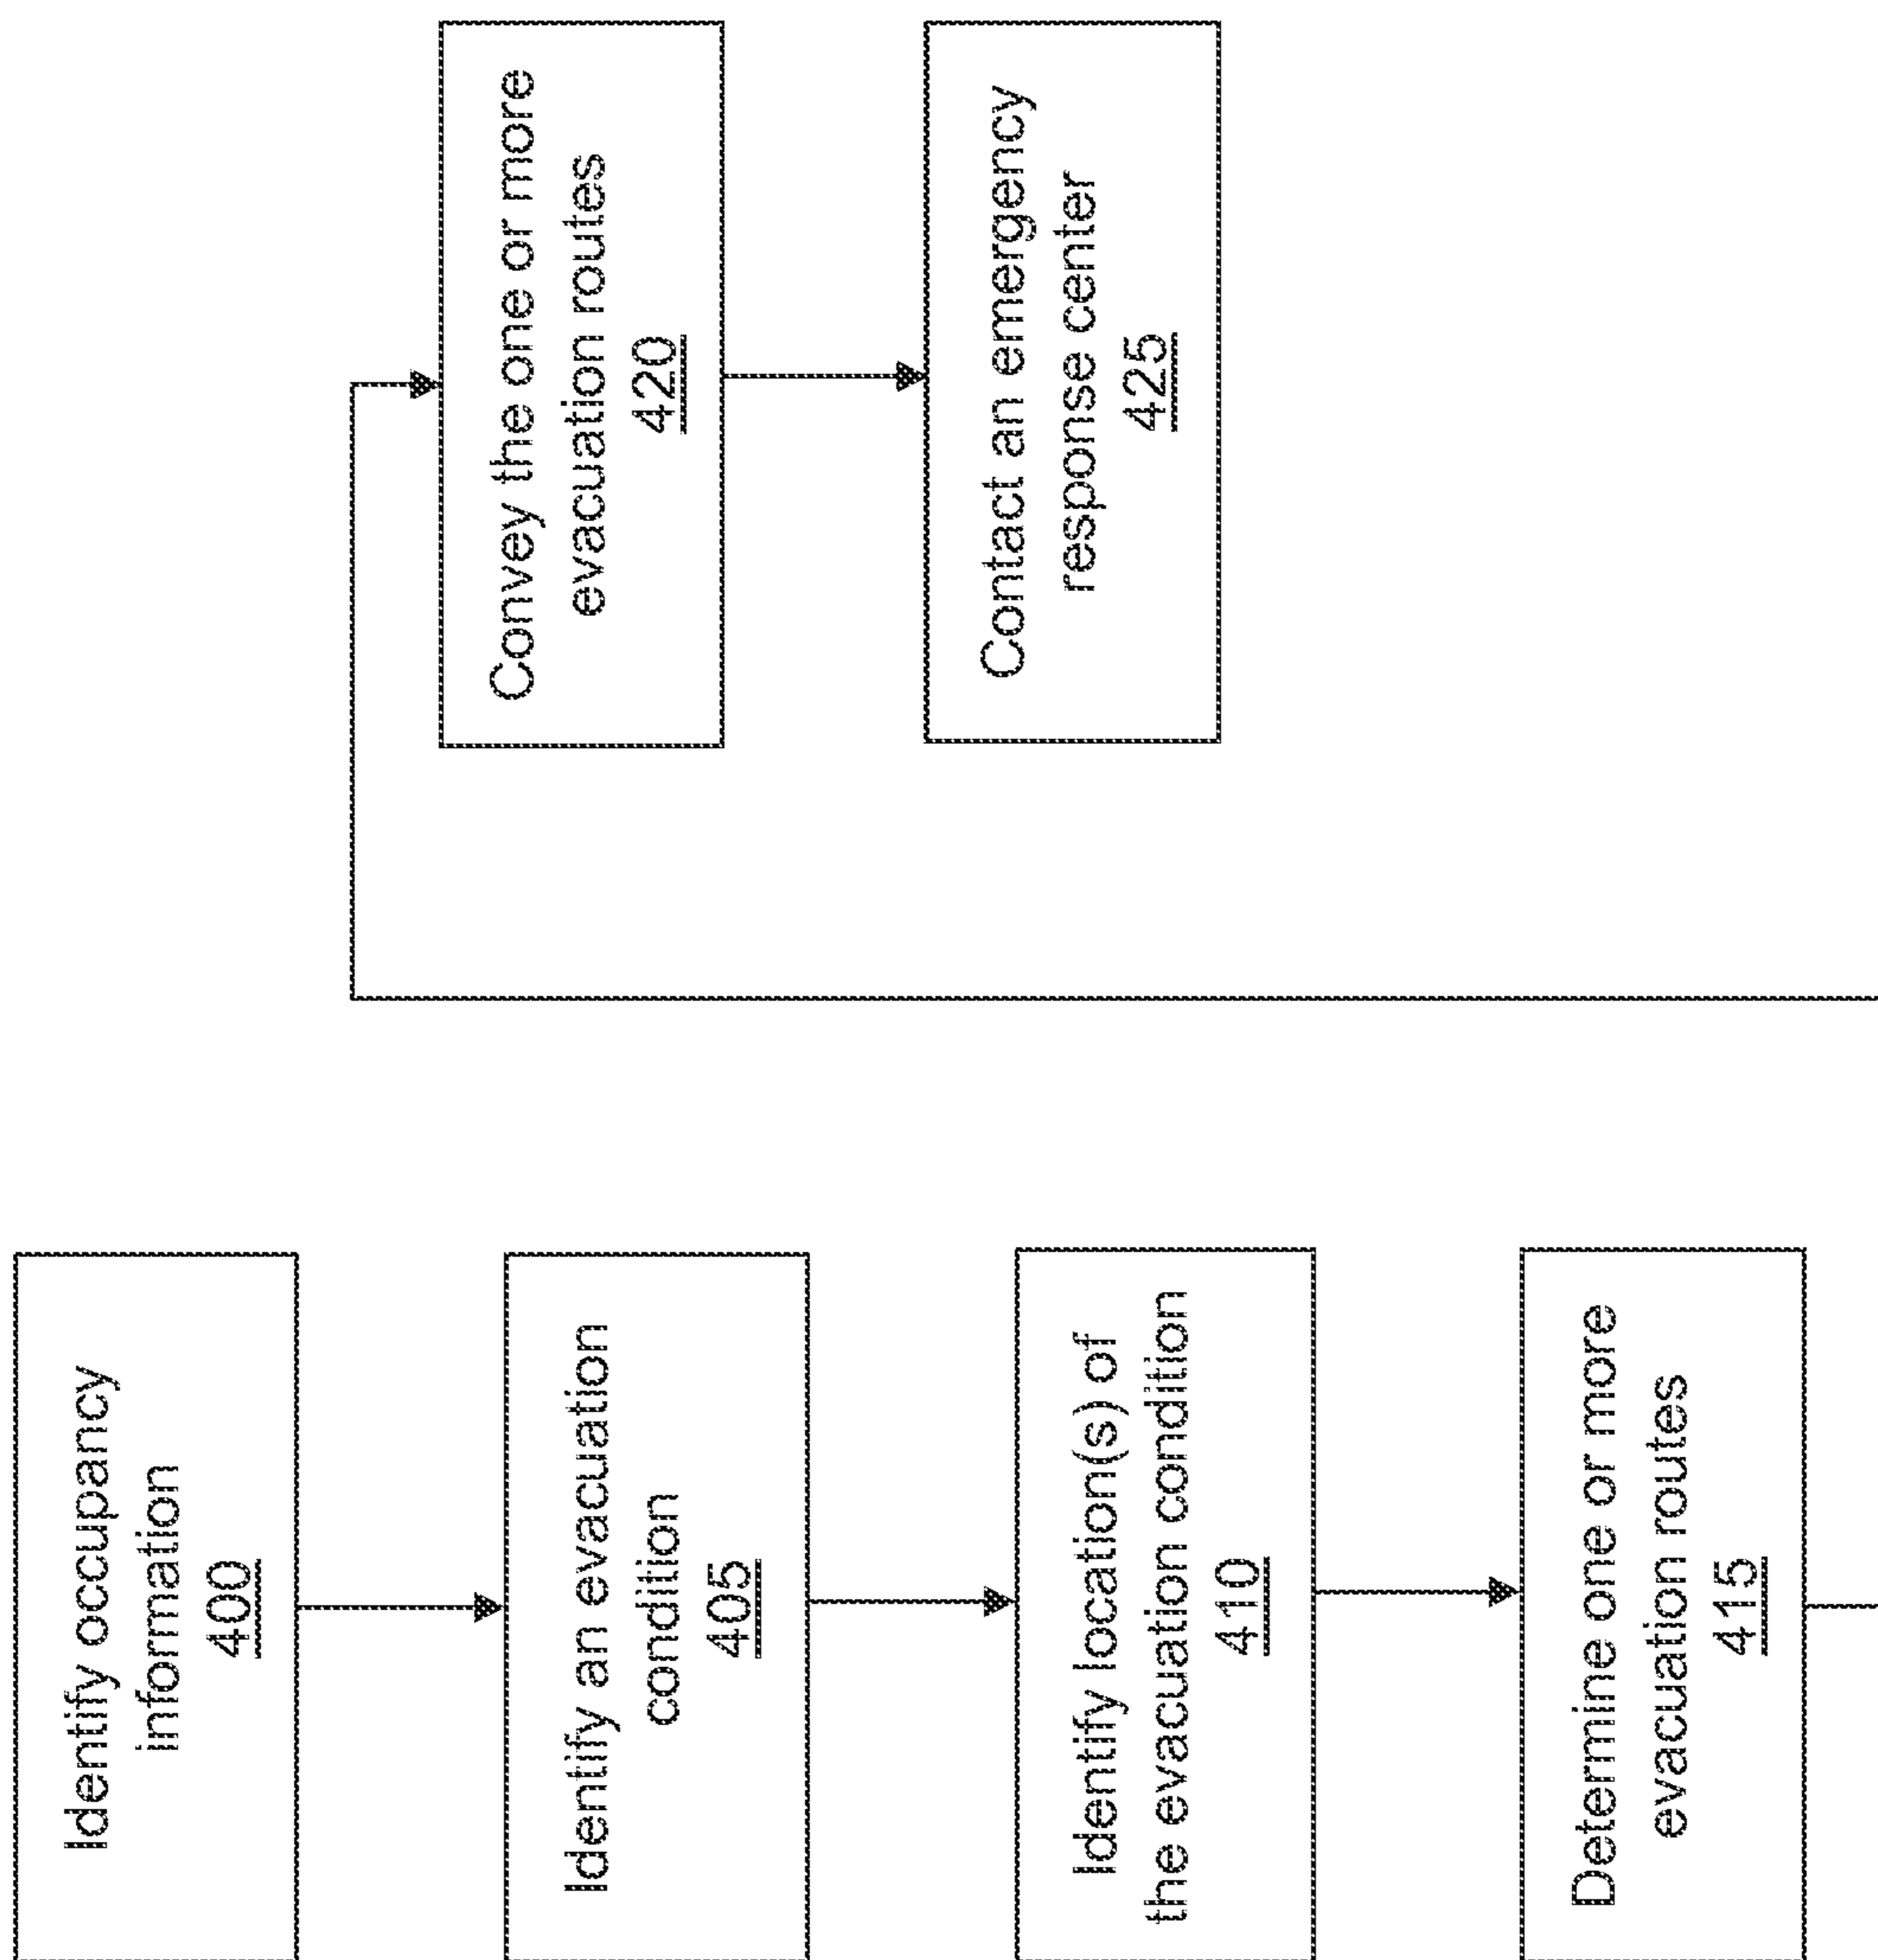 Identify occupancy
information
400
Identify an evacuation
condition
405
Identify location(s) of
the evacuation condition
410
Determine one or more
evacuation routes
415
Convey the one or more
evacuation routes
420
Contact an emergency
response center
425